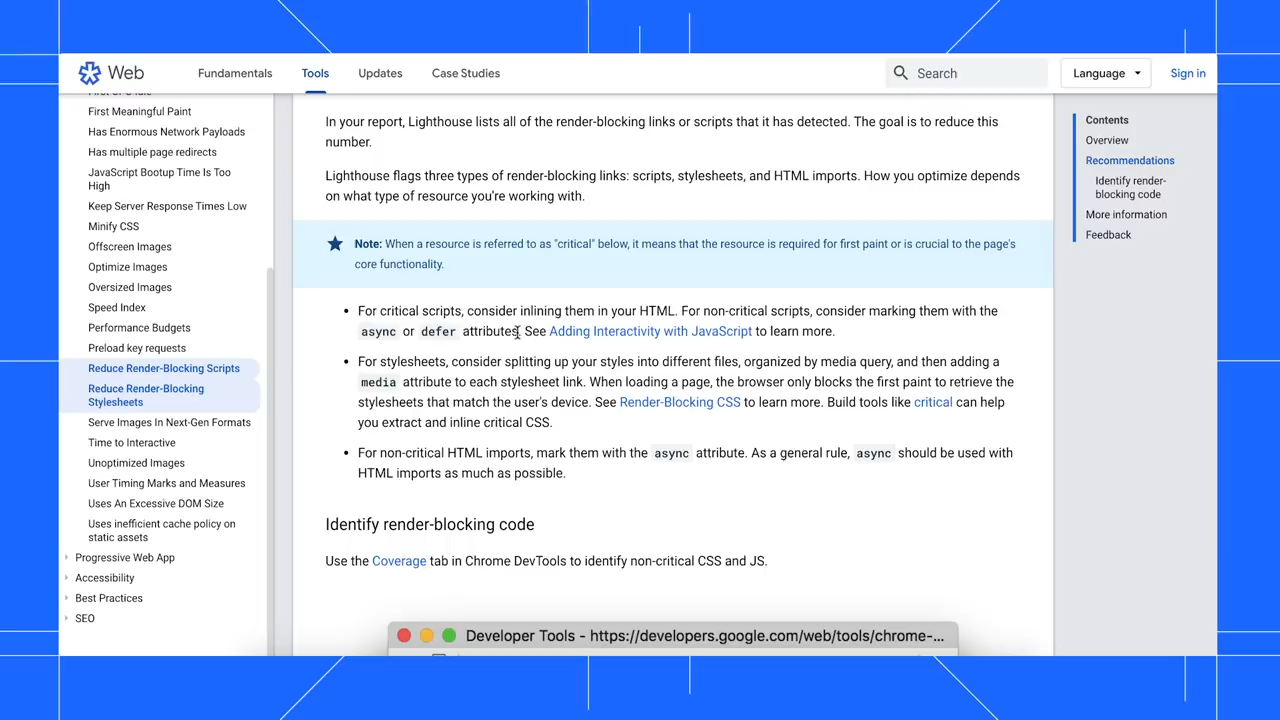 Web
Fundamentals
Tools
Updates
Case Studies
Search
Language
Sign in
First Meaningful Paint
Has Enormous Network Payloads
Has multiple page redirects
JavaScript Bootup Time Is Too
High
Keep Server Response Times Low
Minify CSS
Offscreen Images
Optimize Images
Oversized Images
Speed Index
Performance Budgets
Preload key requests
Reduce Render-Blocking Scripts
Reduce Render-Blocking
Stylesheets
Serve Images In Next-Gen Formats
Time to Interactive
Unoptimized Images
User Timing Marks and Measures
Uses An Excessive DOM Size
Uses inefficient cache policy on
static assets
Progressive Web App
Accessibility
Best Practices
SEO
In your report, Lighthouse lists all of the render-blocking links or scripts that it has detected. The goal is to reduce this
number.
Lighthouse flags three types of render-blocking links: scripts, stylesheets, and HTML imports. How you optimize depends
on what type of resource you're working with.
Note: When a resource is referred to as "critical" below, it means that the resource is required for first paint or is crucial to the page's
core functionality.
• For critical scripts, consider inlining them in your HTML. For non-critical scripts, consider marking them with the
async or defer attributes. See Adding Interactivity with JavaScript to learn more.
• For stylesheets, consider splitting up your styles into different files, organized by media query, and then adding a
media attribute to each stylesheet link. When loading a page, the browser only blocks the first paint to retrieve the
stylesheets that match the user's device. See Render-Blocking CSS to learn more. Build tools like critical can help
you extract and inline critical CSS.
• For non-critical HTML imports, mark them with the async attribute. As a general rule, async should be used with
HTML imports as much as possible.
Identify render-blocking code
Use the Coverage tab in Chrome DevTools to identify non-critical CSS and JS.
Developer Tools - https://developers.google.com/web/tools/chrome-...
Contents
Overview
Recommendations
Identify render-
blocking code
More information
Feedback